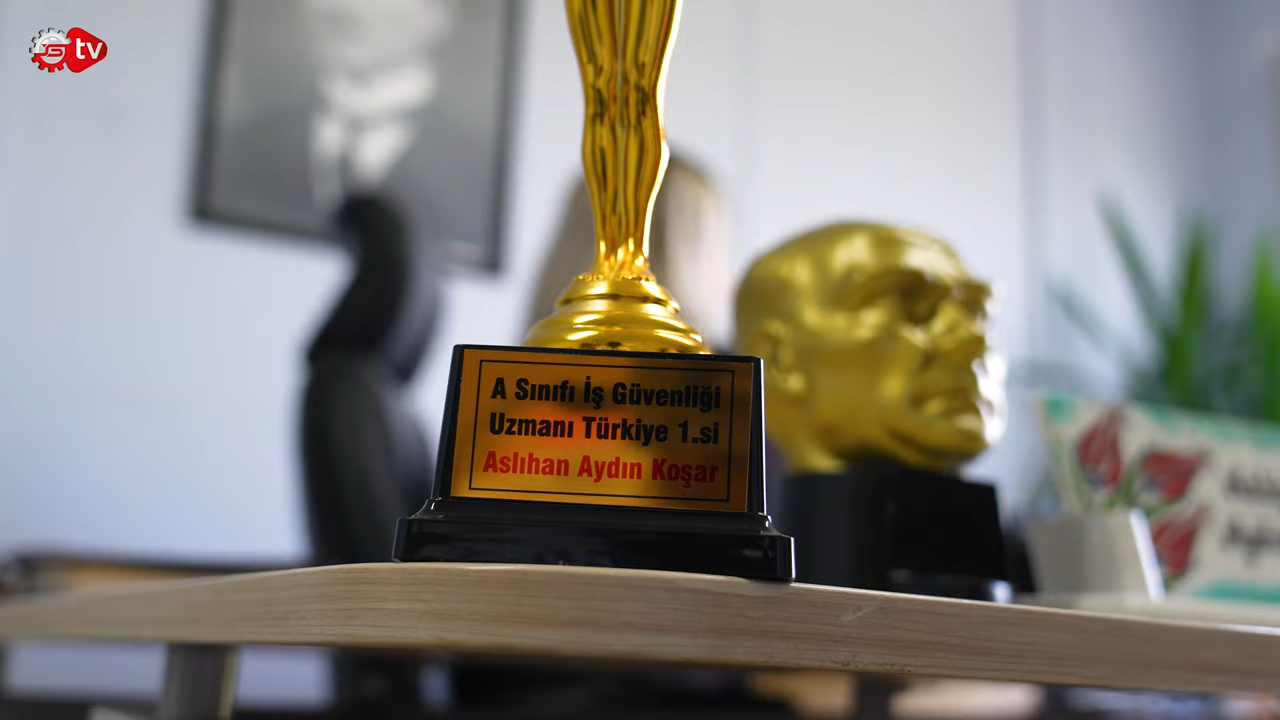 tv
A Sınıfı İş Güvenliği
Uzmanı Türkiye 1.si
Aslıhan Aydın Koşar